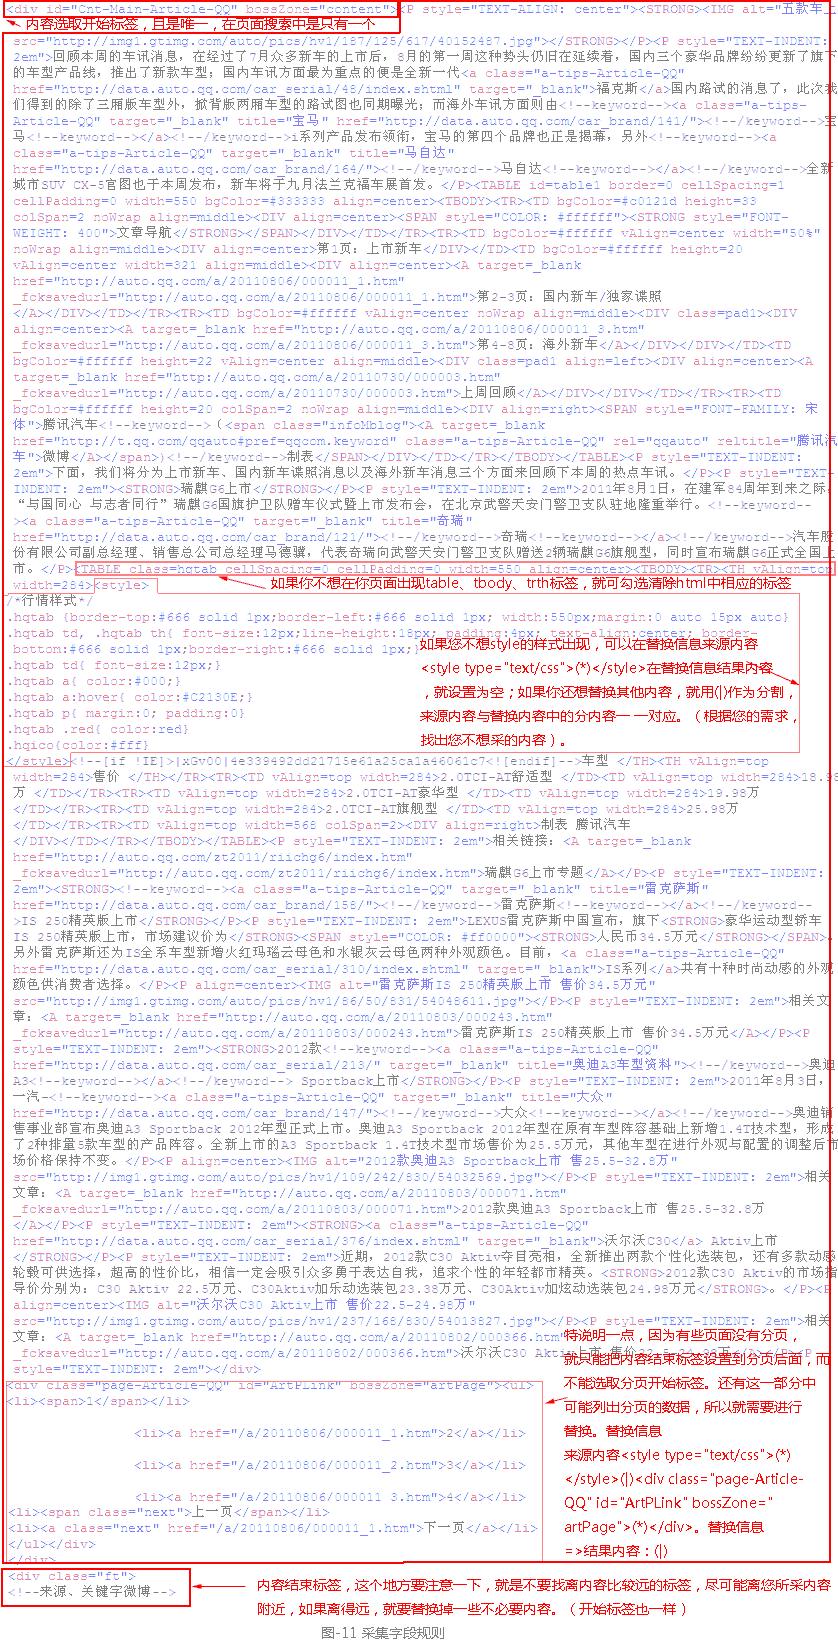 <div id="Cnt-Main-Article-QQ" bossZone="content"><P style="TEXT-ALIGN: center"><STRONG><IMG alt="五款车上
内容选取开始标签，且是唯一，在页面搜索中是只有一个
src="http://img1.gtimg.com/auto/pics/hv1/187/125/617/40152487.jpg"></STRONG></P><P style="TEXT-INDENT:
2em">回顾本周的车讯消息，在经过了7月众多新车的上市后，8月的第一周这种势头仍旧在延续着，国内三个豪华品牌纷纷更新了旗下
的车型产品线，推出了新款车型；国内车讯方面最为重点的便是全新一代<a class="a-tips-Article-QQ"
href="http://data.auto.qq.com/car_serial/48/index.shtml" target="_blank">福克斯</a>国内路试的消息了，此次我
们得到的除了三厢版车型外，掀背版两厢车型的路试图也同期曝光；而海外车讯方面则由<!--keyword--><a class="a-tips-
Article-QQ" target="_blank" title="宝马" href="http://data.auto.qq.com/car_brand/141/"><!--/keyword-->宝
马<!--keyword--></a><!--/keyword-->i系列产品发布领衔，宝马的第四个品牌也正是揭幕，另外<!--keyword--><a
class="a-tips-Article-QQ" target="_blank" title="马自达"
href="http://data.auto.qq.com/car_brand/164/"><!--/keyword-->马自达<!--keyword--></a><!--/keyword-->全新
城市SUV CX-5官图也于本周发布，新车将于九月法兰克福车展首发。</P><TABLE id=table1 border=0 cellSpacing=1
cellPadding=0 width=550 bgColor=#333333 align=center><TBODY><TR><TD bgColor=#c0121d height=33
colSpan=2 noWrap align=middle><DIV align=center><SPAN style="COLOR: #ffffff"><STRONG style="FONT-
WEIGHT: 400">文章导航</STRONG></SPAN></DIV></TD></TR><TR><TD bgColor=#ffffff vAlign=center width="50%"
noWrap align=middle><DIV align=center>第1页：上市新车</DIV></TD><TD bgColor=#ffffff height=20
vAlign=center width=321 align=middle><DIV align=center><A target=_blank
href="http://auto.qq.com/a/20110806/000011_1.htm"
_fcksavedurl="http://auto.qq.com/a/20110806/000011_1.htm">第2-3页：国内新车/独家谍照
</A></DIV></TD></TR><TR><TD bgColor=#ffffff vAlign=center noWrap align=middle><DIV class=pad1><DIV
align=center><A target=_blank href="http://auto.qq.com/a/20110806/000011_3.htm"
_fcksavedurl="http://auto.qq.com/a/20110806/000011_3.htm">第4-8页：海外新车</A></DIV></DIV></TD><TD
bgColor=#ffffff height=22 vAlign=center align=middle><DIV class=pad1 align=left><DIV align=center><A
target=_blank href="http://auto.qq.com/a/20110730/000003.htm"
_fcksavedurl="http://auto.qq.com/a/20110730/000003.htm">上周回顾</A></DIV></DIV></TD></TR><TR><TD
bgColor=#ffffff height=20 colSpan=2 noWrap align=middle><DIV align=right><SPAN style="FONT-FAMILY: 宋
体">腾讯汽车<!--keyword-->（<span class="infoMblog"><A target=_blank
href="http://t.qq.com/qqauto#pref=qqcom.keyword" class="a-tips-Article-QQ" rel="qqauto" reltitle="腾讯汽
车">微博</A></span>）<!--/keyword-->制表</SPAN></DIV></TD></TR></TBODY></TABLE><P style="TEXT-INDENT:
2em">下面，我们将分为上市新车、国内新车谍照消息以及海外新车消息三个方面来回顾下本周的热点车讯。</P><P style="TEXT-
INDENT: 2em"><STRONG>瑞麒G6上市</STRONG></P><P style="TEXT-INDENT: 2em">2011年8月1日，在建军84周年到来之际，
“与国同心 与志者同行”瑞麒G6国旗护卫队赠车仪式暨上市发布会，在北京武警天安门警卫支队驻地隆重举行。<!--keyword-
-><a class="a-tips-Article-QQ" target="_blank" title="奇瑞"
href="http://data.auto.qq.com/car_brand/121/"><!--/keyword-->奇瑞<!--keyword--></a><!--/keyword-->汽车股
份有限公司副总经理、销售总公司总经理马德骥，代表奇瑞向武警天安门警卫支队赠送2辆瑞麒G6旗舰型，同时宣布瑞麒G6正式全国上
市。</P><TABLE class=hqtab cellSpacing=0 cellPadding=0 width=550 align=center><TBODY><TR><TH vAlign=top
width=284><style>
如果你不想在你页面出现table、tbody、trth标签，就可勾选清除html中相应的标签
/*行情样式*/
.hqtab {border-top:#666 solid 1px;border-left:#666 solid 1px; width:550px;margin:0 auto 15px auto}
.hqtab td, .hqtab th{ font-size:12px;line-height:18px; padding:4px; text-align:center; border-
bottom:#666 solid 1px;border-right:#666 solid 1px;}
.hqtab td{ font-size:12px;}
.hqtab a{ color:#000;}
.hqtab a:hover{ color:#C2130E;}
.hqtab p{ margin:0; padding:0}
.hqtab .red{ color:red}
.hqico{color:#fff}
如果您不想style的样式出现，可以在替换信息来源内容
<style type="text/css">(*)</style>在替换信息结果内容
，就设置为空；如果你还想替换其他内容，就用(|)作为分割，
来源内容与替换内容中的分内容一一对应。（根据您的需求，
找出您不想采的内容）。
</style><!--[if !IE]>|xGv00|4e339492dd21715e61a25ca1a46061c7<![endif]-->车型 </TH><TH vAlign=top
width=284>售价 </TH></TR><TR><TD vAlign=top width=284>2.0TCI-AT舒适型 </TD><TD vAlign=top width=284>18.98
万 </TD></TR><TR><TD vAlign=top width=284>2.0TCI-AT豪华型 </TD><TD vAlign=top width=284>19.98万
</TD></TR><TR><TD vAlign=top width=284>2.0TCI-AT旗舰型 </TD><TD vAlign=top width=284>25.98万
</TD></TR><TR><TD vAlign=top width=568 colSpan=2><DIV align=right>制表 腾讯汽车
</DIV></TD></TR></TBODY></TABLE><P style="TEXT-INDENT: 2em">相关链接：<A target=_blank
href="http://auto.qq.com/zt2011/riichg6/index.htm"
_fcksavedurl="http://auto.qq.com/zt2011/riichg6/index.htm">瑞麒G6上市专题</A></P><P style="TEXT-INDENT:
2em"><STRONG><!--keyword--><a class="a-tips-Article-QQ" target="_blank" title="雷克萨斯"
href="http://data.auto.qq.com/car_brand/158/"><!--/keyword-->雷克萨斯<!--keyword--></a><!--/keyword--
>IS 250精英版上市</STRONG></P><P style="TEXT-INDENT: 2em">LEXUS雷克萨斯中国宣布，旗下<STRONG>豪华运动型轿车
IS 250精英版上市，市场建议价为</STRONG><SPAN style="COLOR: #ff0000"><STRONG>人民币34.5万元</STRONG></SPAN>。
另外雷克萨斯还为IS全系车型新增火红玛瑙云母色和水银灰云母色两种外观颜色。目前，<a class="a-tips-Article-QQ"
href="http://data.auto.qq.com/car_serial/310/index.shtml" target="_blank">IS系列</a>共有十种时尚动感的外观
颜色供消费者选择。</P><P align=center><IMG alt="雷克萨斯IS 250精英版上市 售价34.5万元"
src="http://img1.gtimg.com/auto/pics/hv1/86/50/831/54048611.jpg"></P><P style="TEXT-INDENT: 2em">相关文
章：<A target=_blank href="http://auto.qq.com/a/20110803/000243.htm"
_fcksavedurl="http://auto.qq.com/a/20110803/000243.htm">雷克萨斯IS 250精英版上市 售价34.5万元</A></P><P
style="TEXT-INDENT: 2em"><STRONG>2012款<!--keyword--><a class="a-tips-Article-QQ"
href="http://data.auto.qq.com/car_serial/213/" target="_blank" title="奥迪A3车型资料"><!--/keyword-->奥迪
A3<!--keyword--></a><!--/keyword--> Sportback上市</STRONG></P><P style="TEXT-INDENT: 2em">2011年8月3日，
一汽-<!--keyword--><a class="a-tips-Article-QQ" target="_blank" title="大众"
href="http://data.auto.qq.com/car_brand/147/"><!--/keyword-->大众<!--keyword--></a><!--/keyword-->奥迪销
售事业部宣布奥迪A3 Sportback 2012年型正式上市。奥迪A3 Sportback 2012年型在原有车型阵容基础上新增1.4T技术型，形成
了2种排量5款车型的产品阵容。全新上市的A3 Sportback 1.4T技术型市场售价为25.5万元，其他车型在进行外观与配置的调整后市
场价格保持不变。</P><P align=center><IMG alt="2012款奥迪A3 Sportback上市 售25.5-32.8万"
src="http://img1.gtimg.com/auto/pics/hv1/109/242/830/54032569.jpg"></P><P style="TEXT-INDENT: 2em">相关
文章：<A target=_blank href="http://auto.qq.com/a/20110803/000071.htm"
_fcksavedurl="http://auto.qq.com/a/20110803/000071.htm">2012款奥迪A3 Sportback上市 售25.5-32.8万
</A></P><P style="TEXT-INDENT: 2em"><STRONG><a class="a-tips-Article-QQ"
href="http://data.auto.qq.com/car_serial/376/index.shtml" target="_blank">沃尔沃C30</a> Aktiv上市
</STRONG></P><P style="TEXT-INDENT: 2em">近期，2012款C30 Aktiv夺目亮相，全新推出两款个性化选装包，还有多款动感
轮毂可供选择，超高的性价比，相信一定会吸引众多勇于表达自我，追求个性的年轻都市精英。<STRONG>2012款C30 Aktiv的市场指
导价分别为：C30 Aktiv 22.5万元、C30Aktiv加乐动选装包23.38万元、C30Aktiv加炫动选装包24.98万元</STRONG>。</P><P
align=center><IMG alt="沃尔沃C30 Aktiv上市 售价22.5-24.98万"
src="http://img1.gtimg.com/auto/pics/hv1/237/168/830/54013827.jpg"></P><P style="TEXT-INDENT: 2em">相关
文章：<A target=_blank href="http://auto.qq.com/a/20110802/000366.htm"
_fcksavedurl="http://auto.qq.com/a/20110802/000366.htm">沃尔沃C30 Aktiv上市 售价22.5-24.98万</A></P><P
style="TEXT-INDENT: 2em"></div>
特说明一点，因为有些页面没有分页，
就只能把内容结束标签设置到分页后面，而
不能选取分页开始标签。还有这一部分中
可能列出分页的数据，所以就需要进行
替换。替换信息
来源内容<style type="text/css">(*)
</style>(|)<div class="page-Article-
QQ" id="ArtPLink" bossZone="
artPage">(*)</div>。替换信息
=>结果内容：(|)
<div class="page-Article-QQ" id="ArtPLink" bossZone="artPage"><ul>
<li><span>1</span></li>
<li><a href="/a/20110806/000011_1.htm">2</a></li>
<li><a href="/a/20110806/000011_2.htm">3</a></li>
<li><a href="/a/20110806/000011_3.htm">4</a></li>
<li><span class="next">上一页</span></li>
<li><a class="next" href="/a/20110806/000011_1.htm">下一页</a></li>
</ul></div>
</div>
<div class="ft">
<!--来源、关键字微博-->
内容结束标签，这个地方要注意一下，就是不要找离内容比较远的标签，尽可能离您所采内容
附近，如果离得远，就要替换掉一些不必要内容。（开始标签也一样）
图-11 采集字段规则